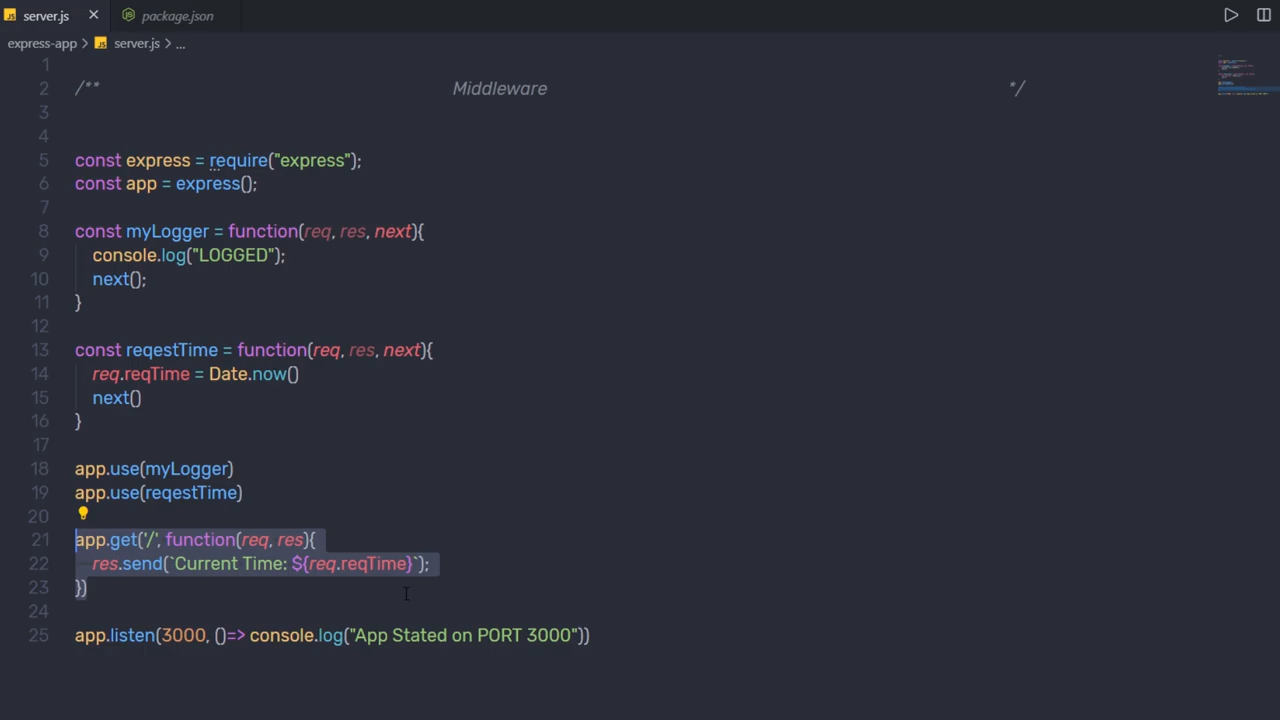 JS server.js × package.json
express-app > JS server.js > ...
1
2 /** Middleware */
3
4
5 const express = require("express");
6 const app = express();
7
8 const myLogger = function(req, res, next){
9 console.log("LOGGED");
10 next();
11 }
12
13 const reqestTime = function(req, res, next){
14 req.reqTime = Date.now()
15 next()
16 }
17
18 app.use(myLogger)
19 app.use(reqestTime)
20
21 app.get('/', function(req, res){
22 res.send(`Current Time: ${req.reqTime}`);
23 })
24
25 app.listen(3000, ()=> console.log("App Stated on PORT 3000"))